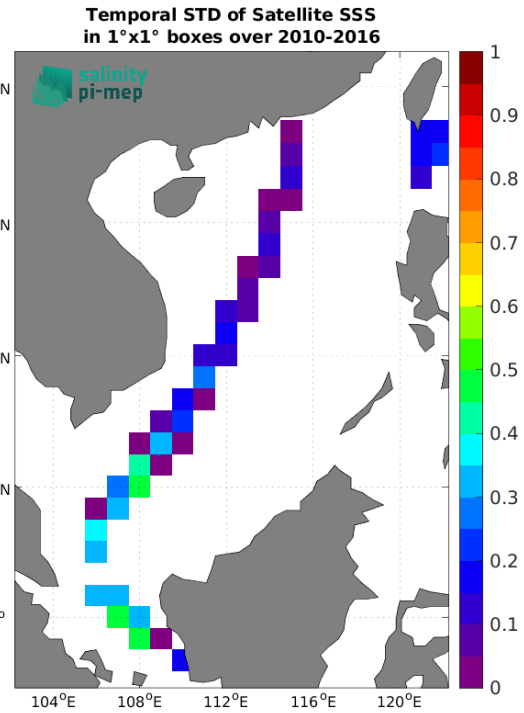 Temporal STD of Satellite SSS
in 1°x1° boxes over 2010-2016
salinity
pi-mep
N
N
N
N
o
104°E 108°E 112°E 116°E 120°E
1
0.9
0.8
0.7
0.6
0.5
0.4
0.3
0.2
0.1
0